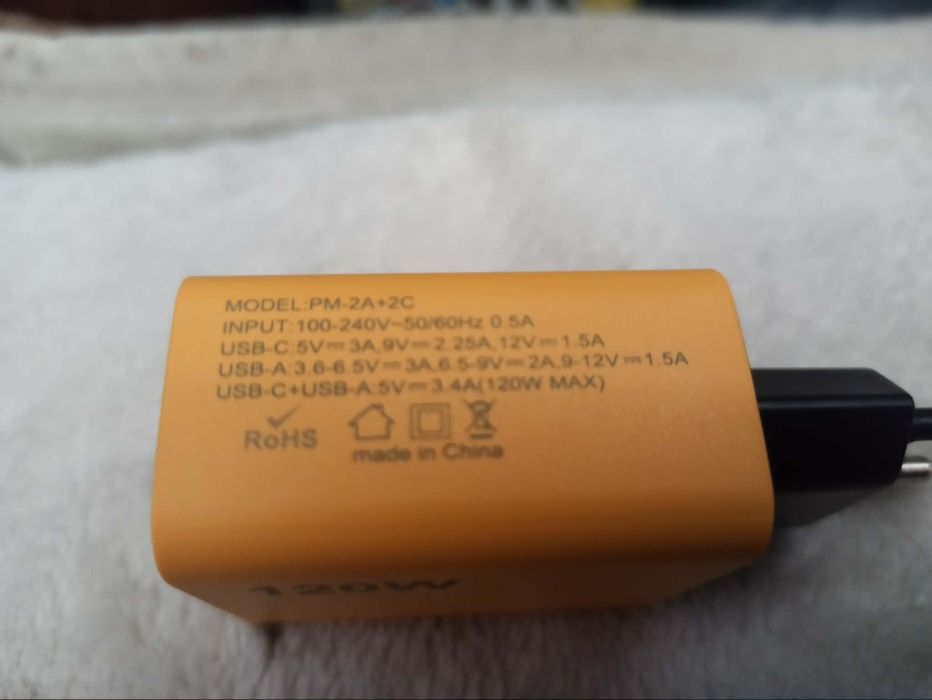 MODEL:PM-2A+2C
INPUT:100-240V~50/60Hz 0.5A
USB-C:5V⎓3A,9V⎓2.25A,12V⎓1.5A
USB-A:3.6-6.5V⎓3A,6.5-9V⎓2A,9-12V⎓1.5A
USB-C+USB-A:5V⎓3.4A(120W MAX)
RoHS
made in China
120W